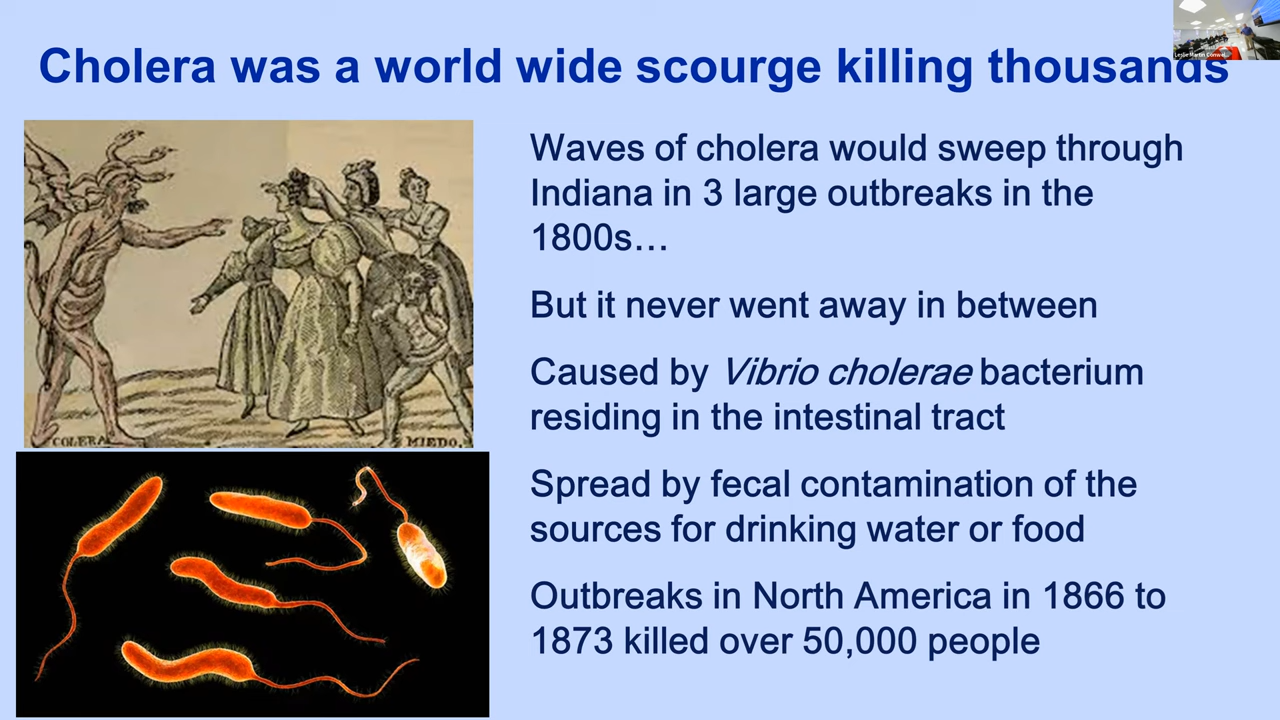 Cholera was a world wide scourge killing thousands
Waves of cholera would sweep through
Indiana in 3 large outbreaks in the
1800s…
But it never went away in between
Caused by Vibrio cholerae bacterium
residing in the intestinal tract
Spread by fecal contamination of the
sources for drinking water or food
Outbreaks in North America in 1866 to
1873 killed over 50,000 people
COLERA
MIEDO.